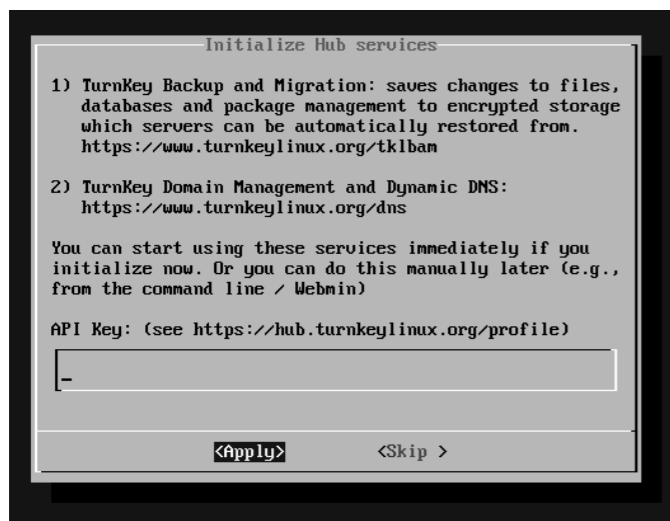 Initialize Hub services
1) TurnKey Backup and Migration: saves changes to files,
databases and package management to encrypted storage
which servers can be automatically restored from.
https://www.turnkeylinux.org/tklbam
2) TurnKey Domain Management and Dynamic DNS:
https://www.turnkeylinux.org/dns
You can start using these services immediately if you
initialize now. Or you can do this manually later (e.g.,
from the command line / Webmin)
API Key: (see https://hub.turnkeylinux.org/profile)
<Apply> <Skip >